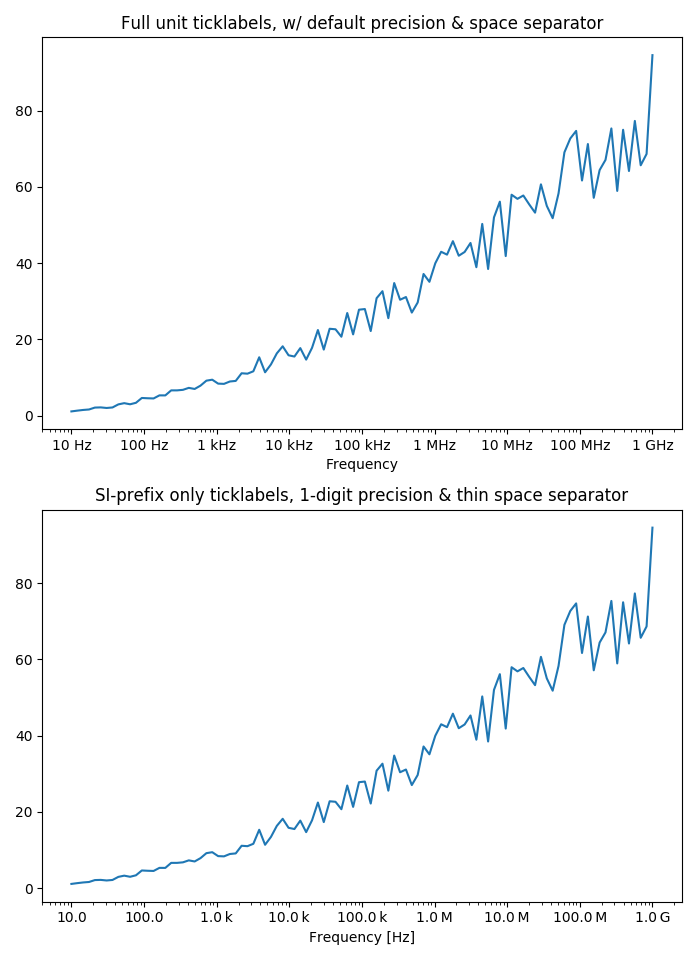 Full unit ticklabels, w/ default precision & space separator
80
60
40
20
0
10 Hz 100 Hz 1 kHz 10 kHz 100 kHz 1 MHz 10 MHz 100 MHz 1 GHz
Frequency
SI-prefix only ticklabels, 1-digit precision & thin space separator
80
60
40
20
0
10.0 100.0 1.0 k 10.0 k 100.0 k 1.0 M 10.0 M 100.0 M 1.0 G
Frequency [Hz]